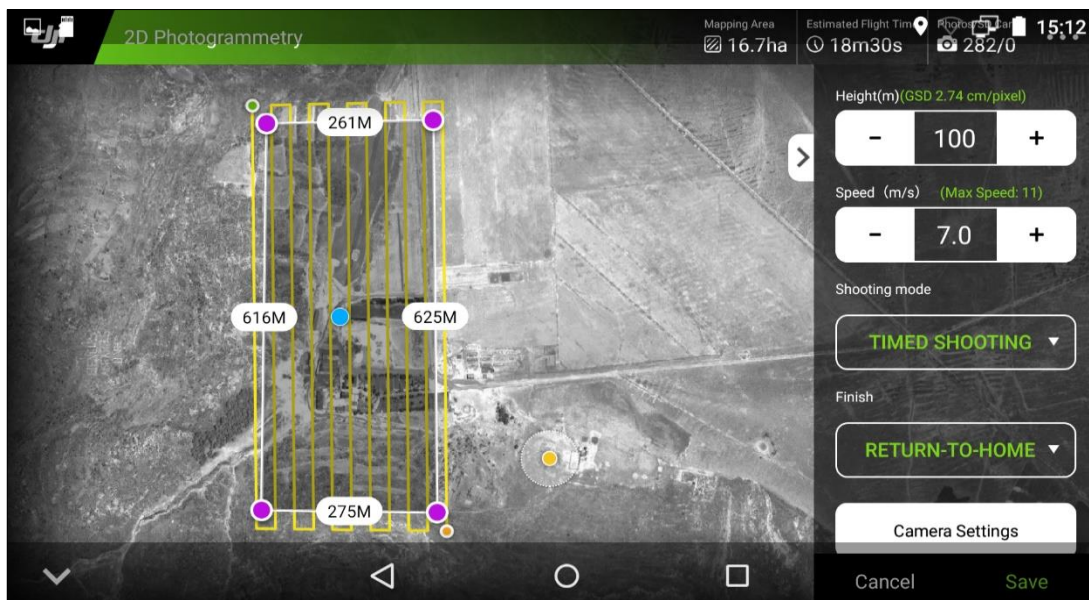 dji
2D Photogrammetry
Mapping Area
16.7ha
Estimated Flight Tim
18m30s
282/0
15:12
261M
616M
625M
275M
Height(m)(GSD 2.74 cm/pixel)
- 100 +
Speed (m/s) (Max Speed: 11)
- 7.0 +
Shooting mode
TIMED SHOOTING
Finish
RETURN-TO-HOME
Camera Settings
Cancel Save